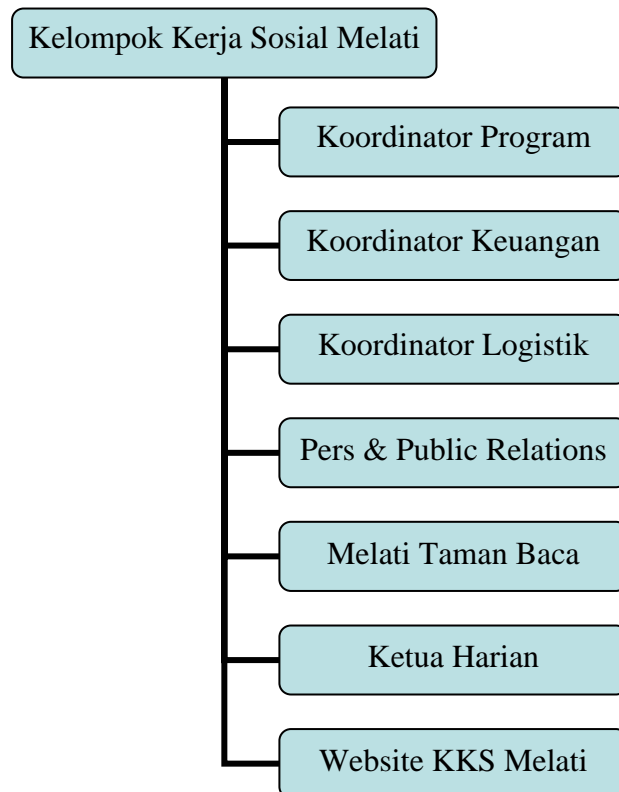 Kelompok Kerja Sosial Melati
Koordinator Program
Koordinator Keuangan
Koordinator Logistik
Pers & Public Relations
Melati Taman Baca
Ketua Harian
Website KKS Melati